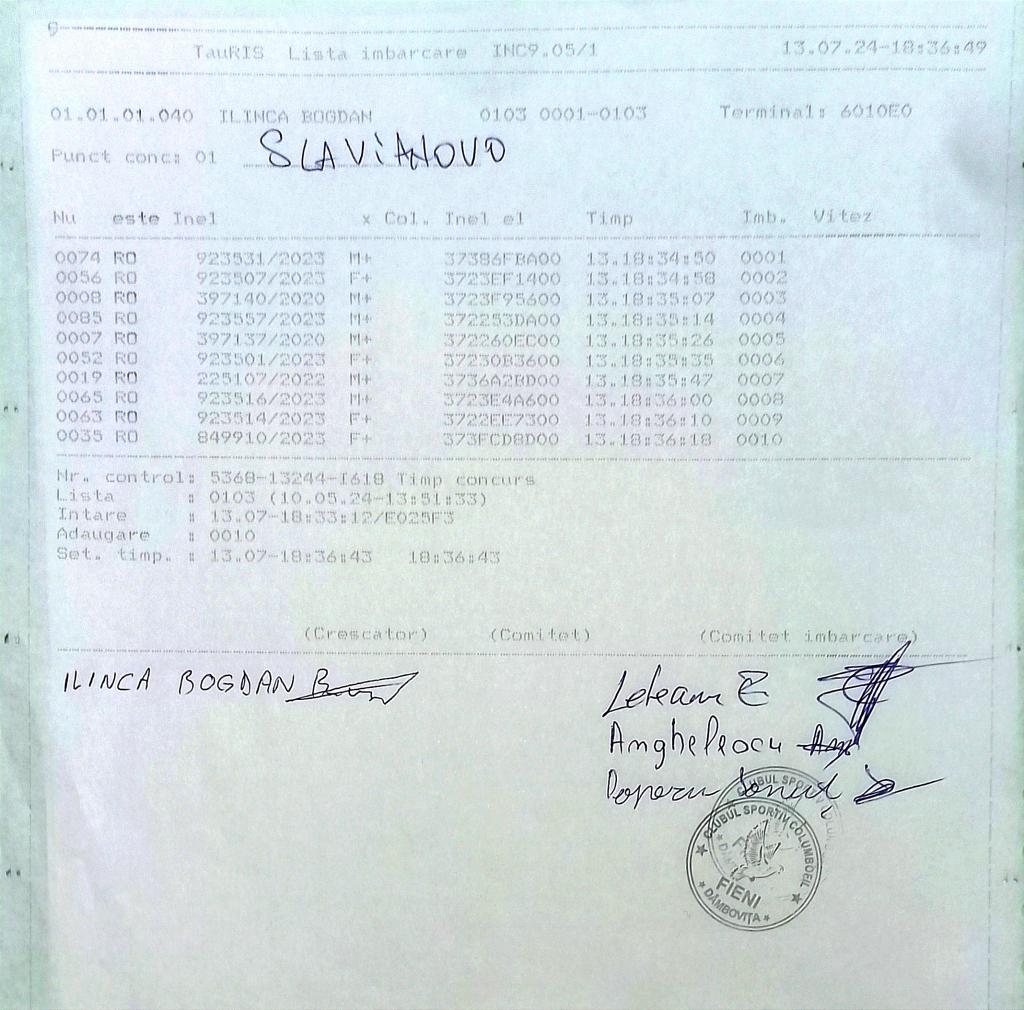 TauRIS Lista imbarcare INC9.05/1 13.07.24-18:36:49
01.01.01.040 ILINCA BOGDAN 0103 0001-0103 Terminal: 6010E0
Punct conc: 01 SLAVIANOVO
Nu este Inel x Col. Inel el Timp Imb. Vitez
0074 RO 923531/2023 M+ 37386FBA00 13.18:34:50 0001
0056 RO 923507/2023 F+ 3723EF1400 13.18:34:58 0002
0008 RO 397140/2020 M+ 3723F95600 13.18:35:07 0003
0085 RO 923557/2023 M+ 372253DA00 13.18:35:14 0004
0007 RO 397137/2020 M+ 372260EC00 13.18:35:26 0005
0052 RO 923501/2023 F+ 37230B3600 13.18:35:35 0006
0019 RO 225107/2022 M+ 3736A2BD00 13.18:35:47 0007
0065 RO 923516/2023 M+ 3723E4A600 13.18:36:00 0008
0063 RO 923514/2023 F+ 3722EE7300 13.18:36:10 0009
0035 RO 849910/2023 F+ 373FCD8D00 13.18:36:18 0010
Nr. control: 5368-13244-I618 Timp concurs
Lista : 0103 (10.05.24-13:51:33)
Intare : 13.07-18:33:12/E025F3
Adaugare : 0010
Set. timp. : 13.07-18:36:43 18:36:43
(Crescator) (Comitet) (Comitet imbarcare)
ILINCA BOGDAN
CLUBUL SPORTIV COLUMBOFIL
FIENI
DÂMBOVIȚA